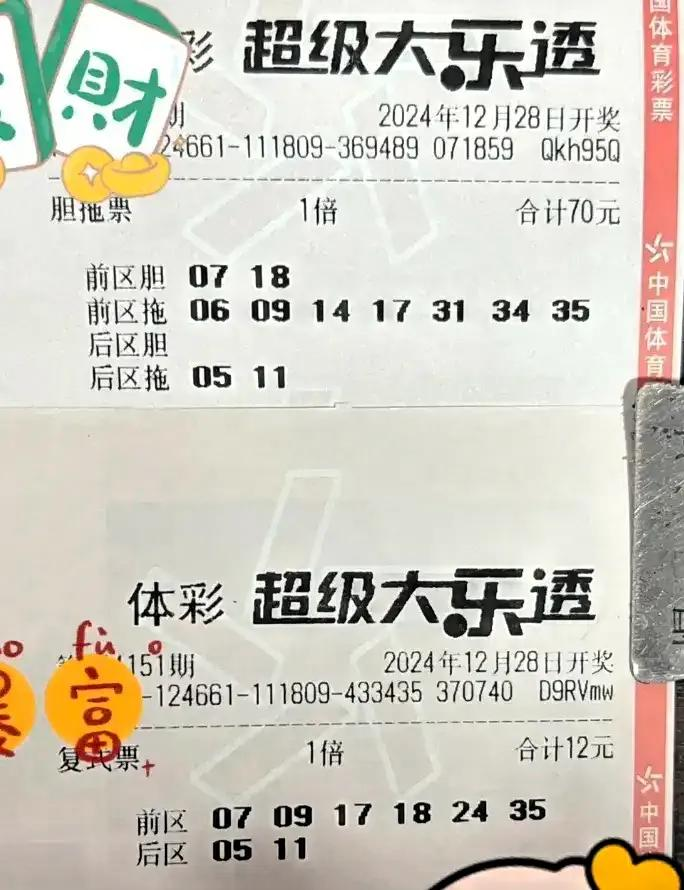 財
彩 超级大乐透
期 2024年12月28日开奖
24661-111809-369489 071859 Qkh95Q
胆拖票 1倍 合计70元
前区胆 07 18
前区拖 06 09 14 17 31 34 35
后区胆
后区拖 05 11
国体育彩票
中国体育
体彩 超级大乐透
fù
富
151期 2024年12月28日开奖
-124661-111809-433435 370740 D9RVmw
复式票 1倍 合计12元
前区 07 09 17 18 24 35
后区 05 11
中国